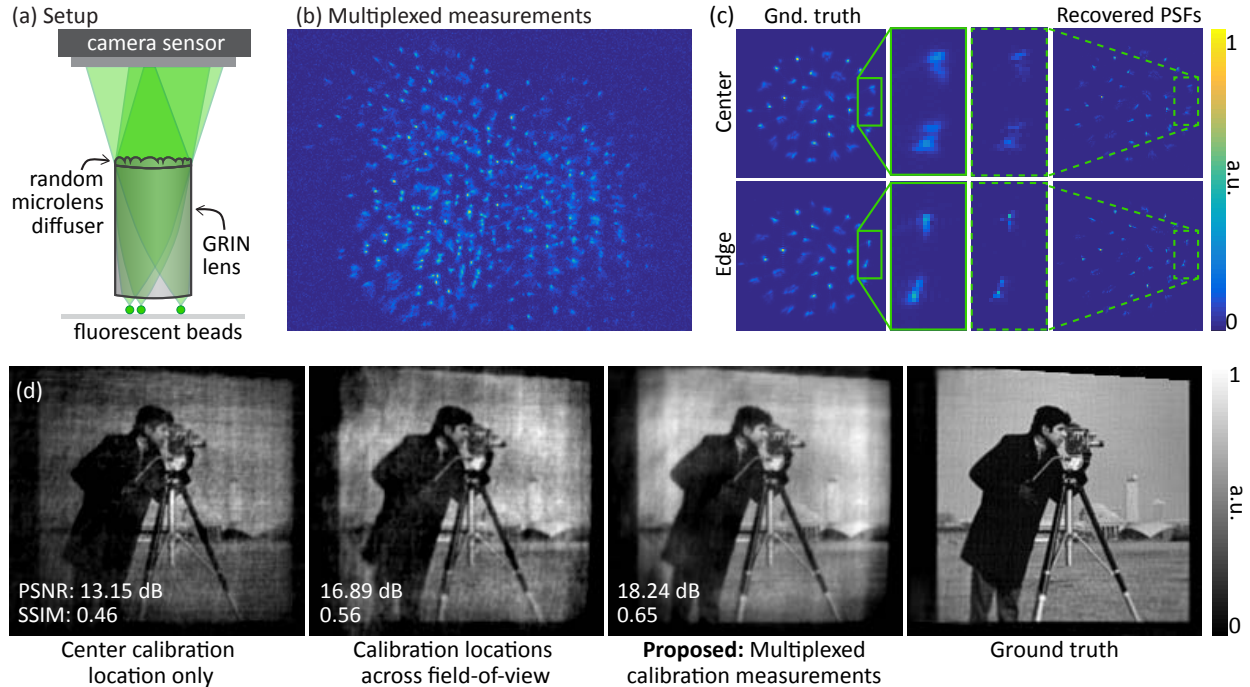 (a) Setup
camera sensor
random
microlens
diffuser
GRIN
lens
fluorescent beads
(b) Multiplexed measurements
(c)
Gnd. truth
Recovered PSFs
Center
Edge
1
a.u.
0
(d)
PSNR: 13.15 dB
SSIM: 0.46
16.89 dB
0.56
18.24 dB
0.65
1
a.u.
0
Center calibration
location only
Calibration locations
across field-of-view
Proposed: Multiplexed
calibration measurements
Ground truth